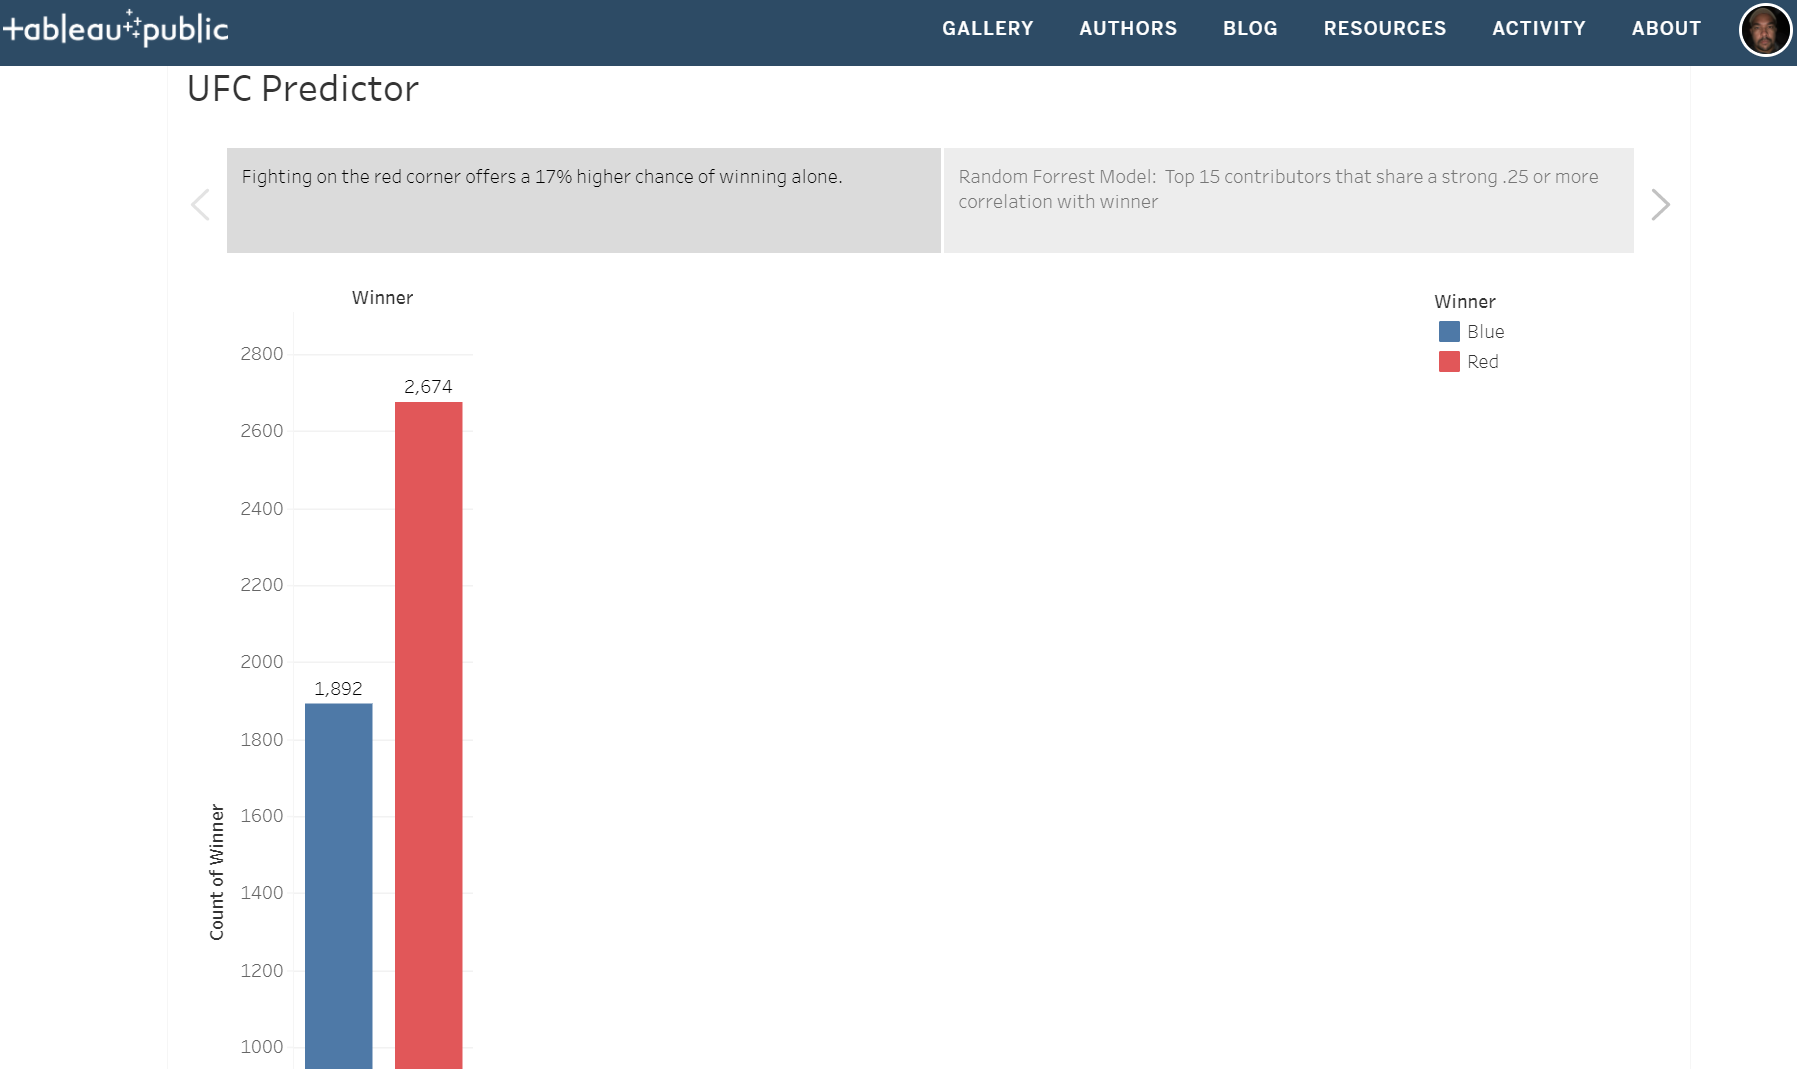 tableau public
GALLERY AUTHORS BLOG RESOURCES ACTIVITY ABOUT
UFC Predictor
Fighting on the red corner offers a 17% higher chance of winning alone.
Random Forrest Model:  Top 15 contributors that share a strong .25 or more
correlation with winner
Winner
2800
2600
2400
2200
2000
1800
1600
1400
1200
1000
Count of Winner
2,674
1,892
Winner
Blue
Red